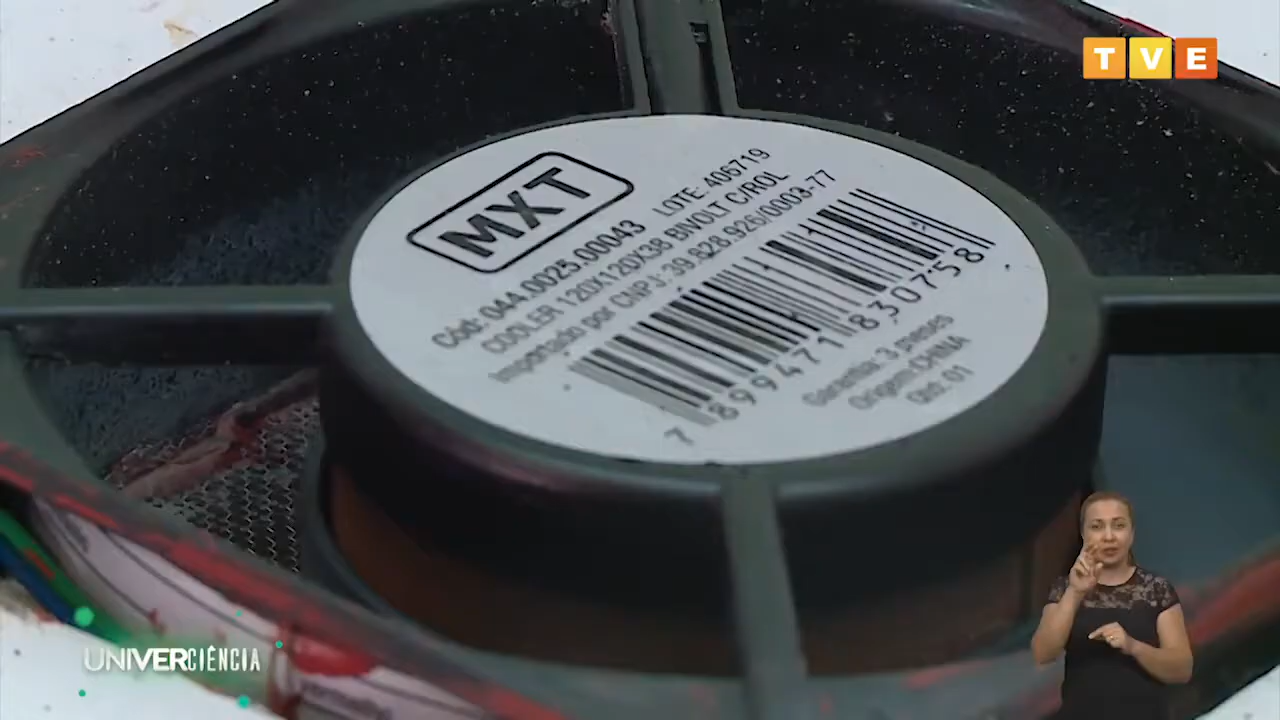 TVE
MXT
Cód: 044.0025.00043 LOTE: 406719
COOLER 120X120X38 BIVOLT C/ROL
Importado por CNPJ: 39.628.926/0003-77
7 899471 830758
Garantia: 3 meses
Origem:CHINA
Qtd: 01
UNIVERCIÊNCIA